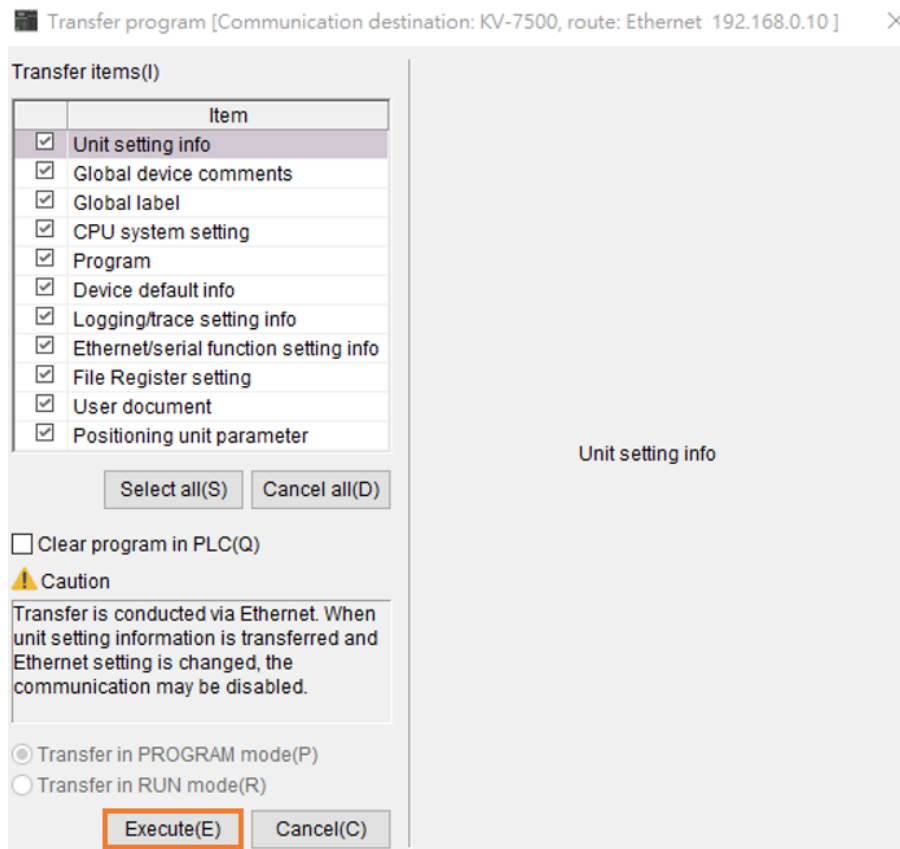 Transfer program [Communication destination: KV-7500, route: Ethernet  192.168.0.10 ]
Transfer items(I)
Item
Unit setting info
Global device comments
Global label
CPU system setting
Program
Device default info
Logging/trace setting info
Ethernet/serial function setting info
File Register setting
User document
Positioning unit parameter
Select all(S)
Cancel all(D)
Clear program in PLC(Q)
Caution
Transfer is conducted via Ethernet. When
unit setting information is transferred and
Ethernet setting is changed, the
communication may be disabled.
Transfer in PROGRAM mode(P)
Transfer in RUN mode(R)
Execute(E)
Cancel(C)
Unit setting info